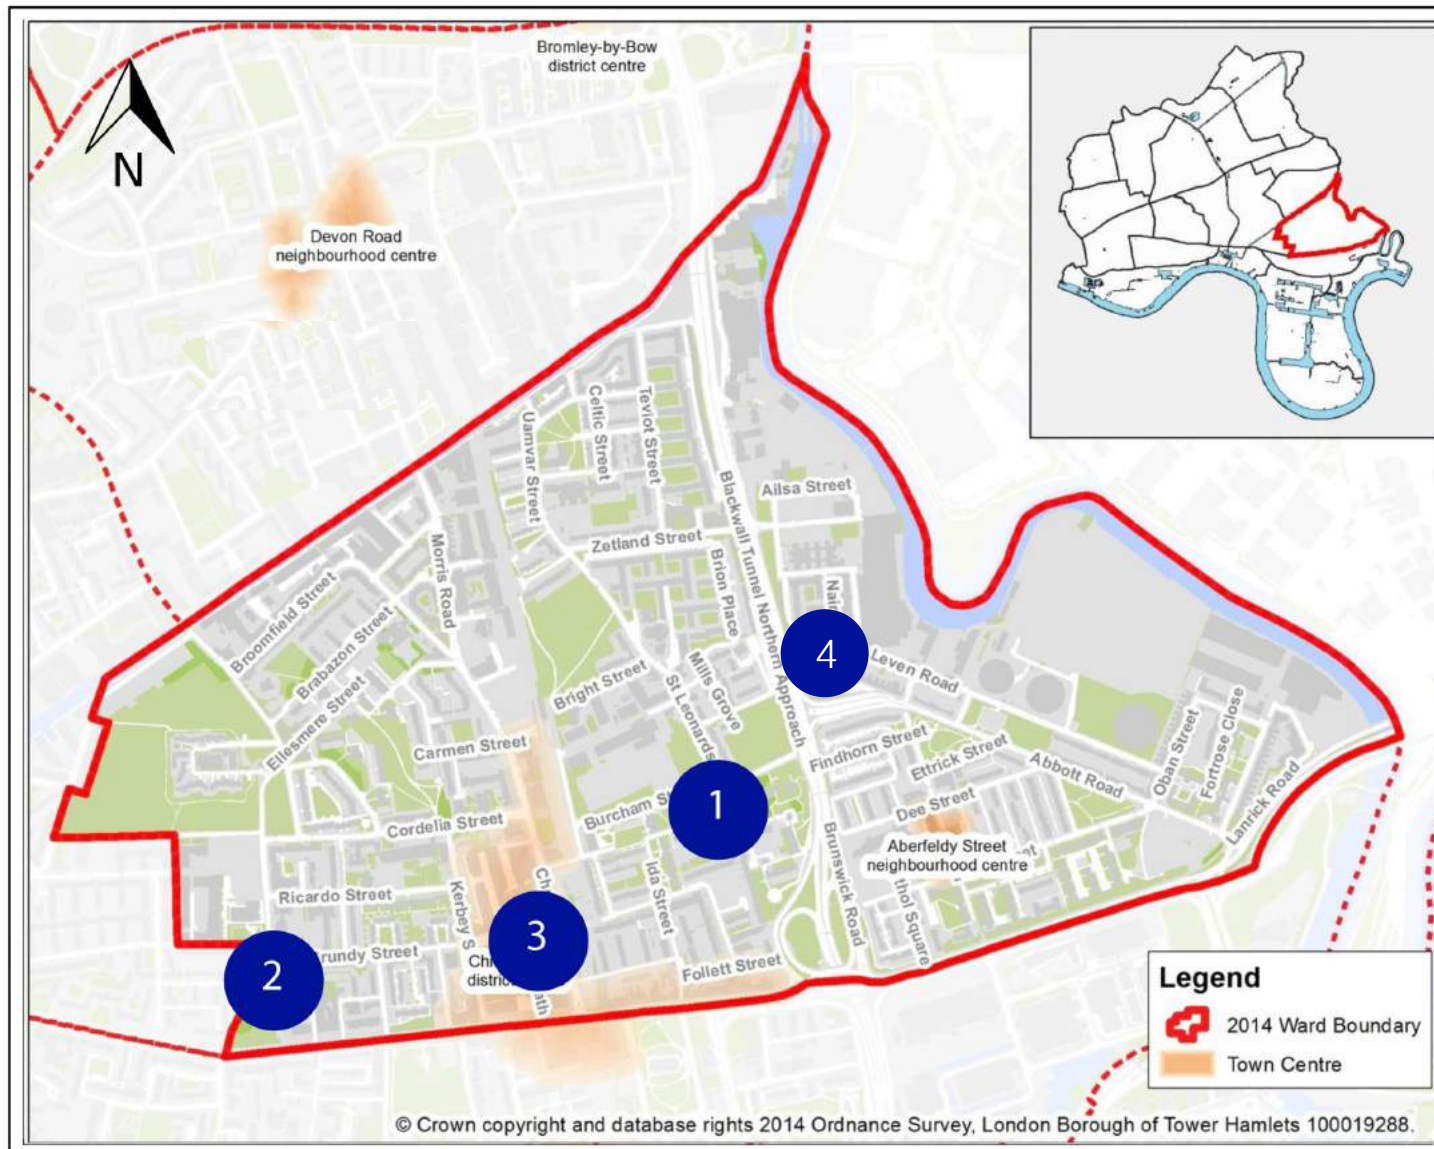 Bromley-by-Bow
district centre
N
Devon Road
neighbourhood centre
Uamvar Street
Celtic Street
Teviot Street
Blackwall Tunnel Northern Approach
Ailsa Street
Zetland Street
Morris Road
Brion Place
Broomfield Street
Brabazon Street
Ellesmere Street
Bright Street
Mills Grove
St Leonards
4
Leven Road
Carmen Street
Findhorn Street
Ettrick Street
Abbott Road
Oban Street
Fortrose Close
Lanrick Road
Dee Street
Cordelia Street
Burcham
1
Aberfeldy Street
neighbourhood centre
Brunswick Road
Ida Street
Ricardo Street
Kerbey
3
2
Street
Follett Street
Square
Legend
2014 Ward Boundary
Town Centre
© Crown copyright and database rights 2014 Ordnance Survey, London Borough of Tower Hamlets 100019288.